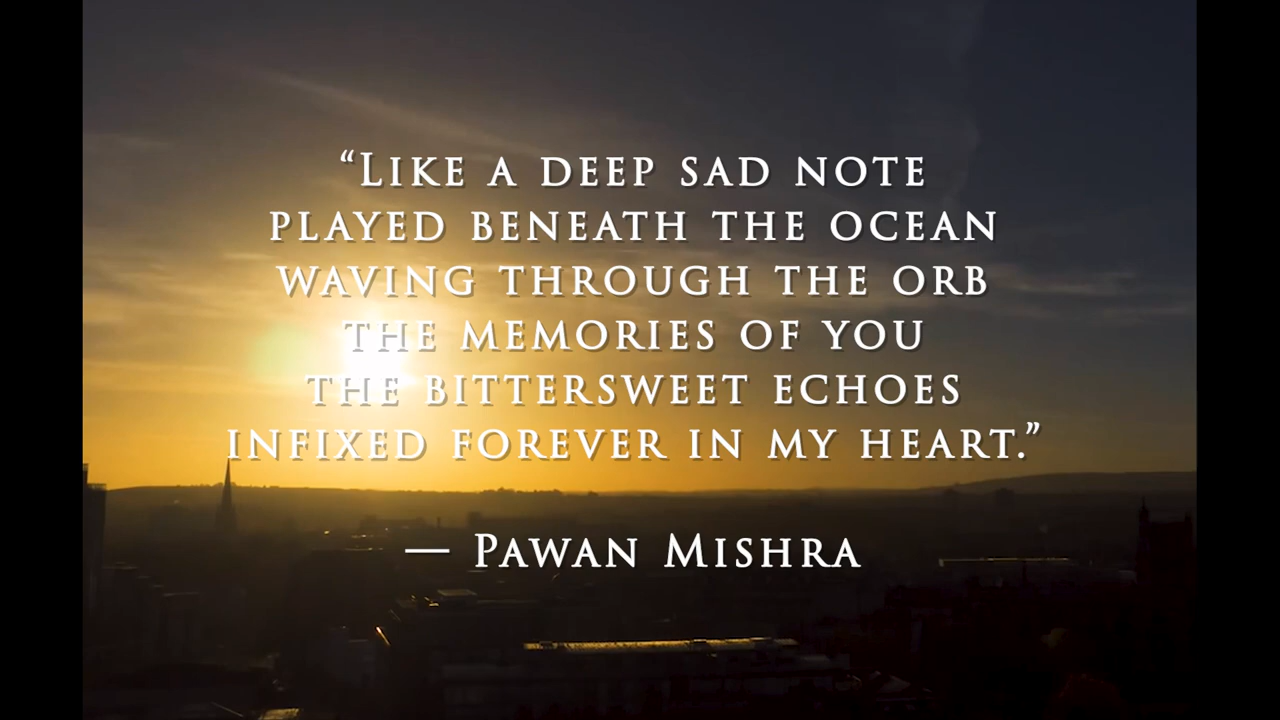 “Like a deep sad note
played beneath the ocean
waving through the orb
the memories of you
the bittersweet echoes
infixed forever in my heart.”
— Pawan Mishra